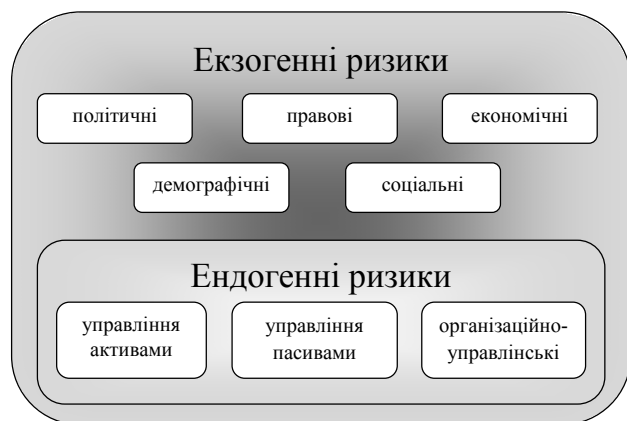 Екзогенні ризики
політичні
правові
економічні
демографічні
соціальні
Ендогенні ризики
управління
активами
управління
пасивами
організаційно-
управлінські